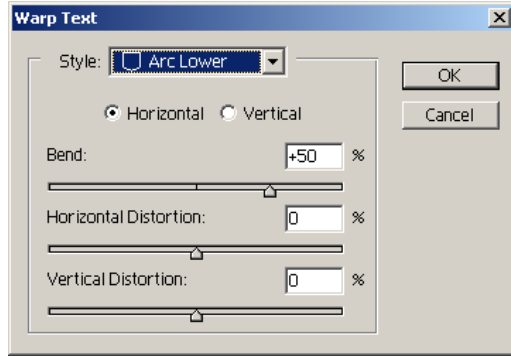 Warp Text
Style: Arc Lower
OK
Horizontal Vertical
Cancel
Bend: +50 %
Horizontal Distortion: 0 %
Vertical Distortion: 0 %